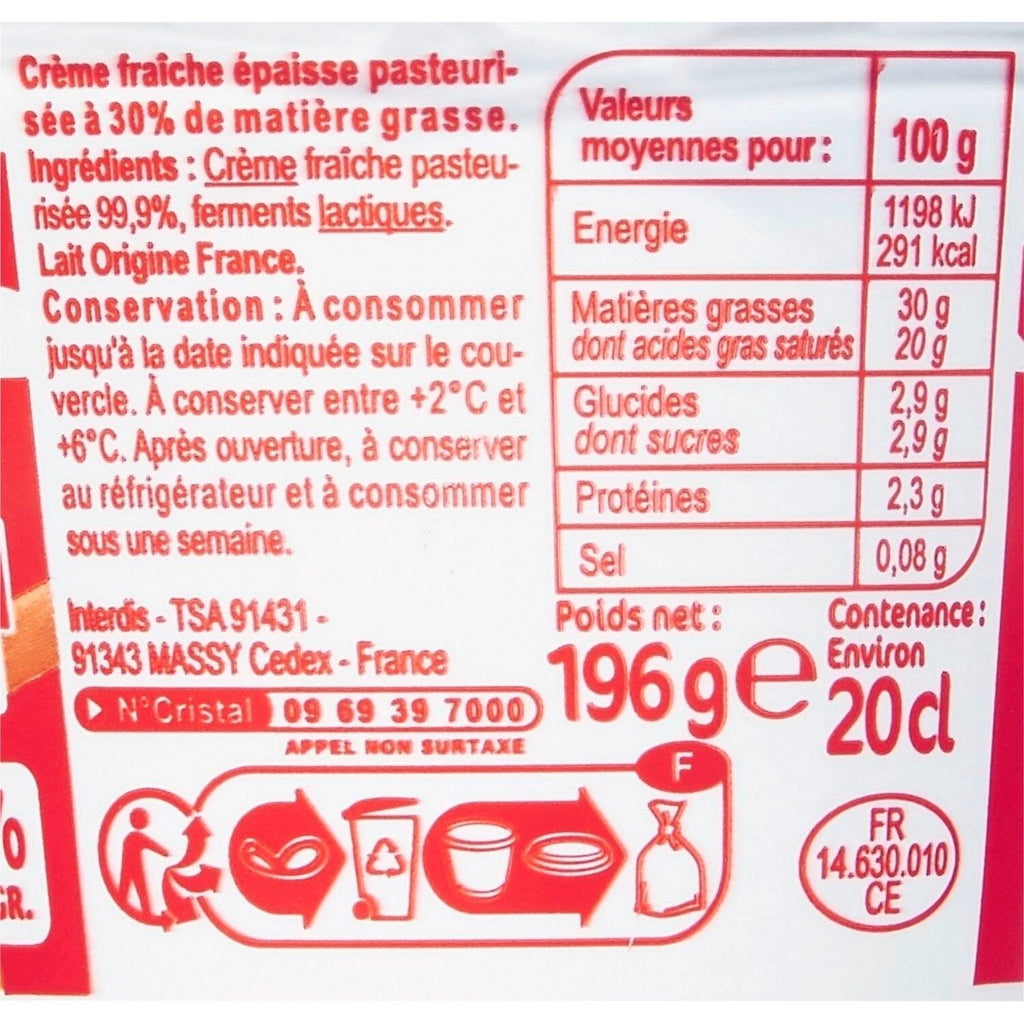 Crème fraîche épaisse pasteuri-
sée à 30% de matière grasse.
Ingrédients : Crème fraîche pasteu-
risée 99,9%, ferments lactiques.
Lait Origine France.
Conservation : À consommer
jusqu'à la date indiquée sur le cou-
vercle. À conserver entre +2°C et
+6°C. Après ouverture, à conserver
au réfrigérateur et à consommer
sous une semaine.
Interdis - TSA 91431 -
91343 MASSY Cedex - France
N°Cristal 09 69 39 7000
APPEL NON SURTAXE
Valeurs
moyennes pour : 100 g
Energie 1198 kJ
291 kcal
Matières grasses 30 g
dont acides gras saturés 20 g
Glucides 2,9 g
dont sucres 2,9 g
Protéines 2,3 g
Sel 0,08 g
Poids net :
196 g e
Contenance :
Environ
20 cl
F
FR
14.630.010
CE
%
GR.